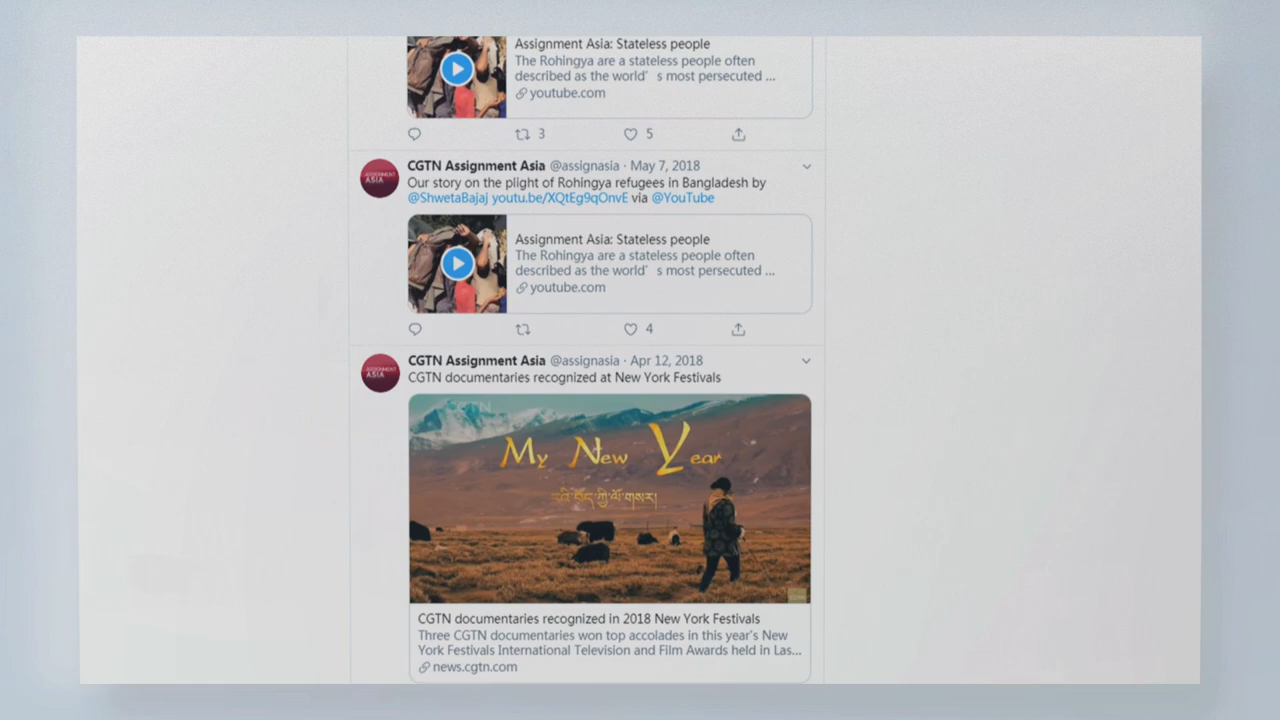 Assignment Asia: Stateless people
The Rohingya are a stateless people often
described as the world's most persecuted ...
youtube.com
3
5
CGTN Assignment Asia @assignasia · May 7, 2018
Our story on the plight of Rohingya refugees in Bangladesh by
@ShwetaBajaj youtu.be/XQtEg9qOnvE via @YouTube
ASSIGNMENT
ASIA
Assignment Asia: Stateless people
The Rohingya are a stateless people often
described as the world's most persecuted ...
youtube.com
4
CGTN Assignment Asia @assignasia · Apr 12, 2018
CGTN documentaries recognized at New York Festivals
ASSIGNMENT
ASIA
My New Year
CGTN documentaries recognized in 2018 New York Festivals
Three CGTN documentaries won top accolades in this year's New
York Festivals International Television and Film Awards held in Las...
news.cgtn.com